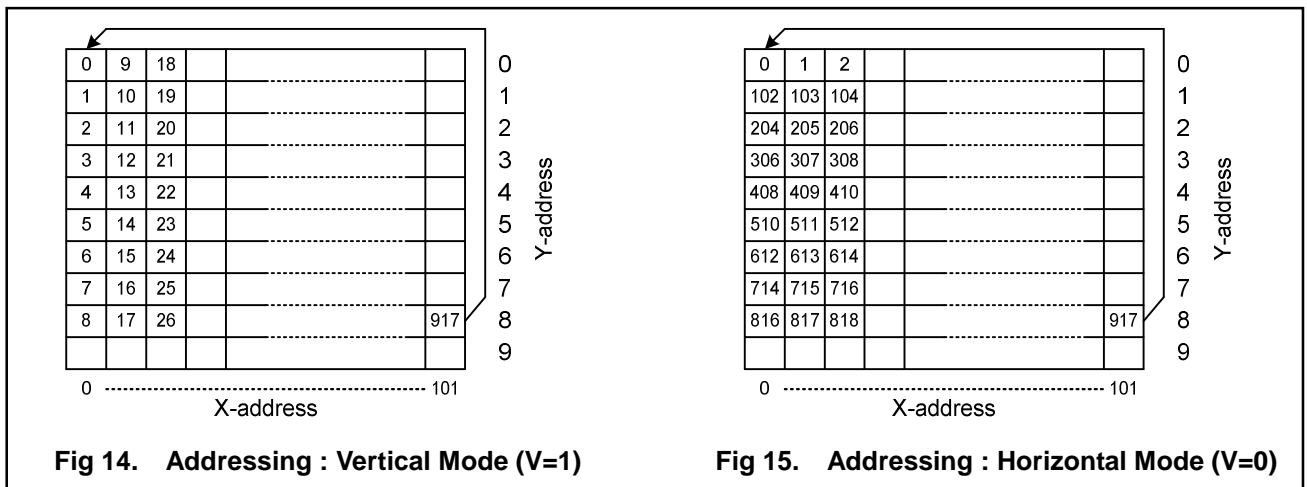 0 9 18 0
1 10 19 1
2 11 20 2
3 12 21 3
4 13 22 4
5 14 23 5
6 15 24 6
7 16 25 7
8 17 26 917 8
9
Y-address
0 101
X-address
Fig 14. Addressing : Vertical Mode (V=1)
0 1 2 0
102 103 104 1
204 205 206 2
306 307 308 3
408 409 410 4
510 511 512 5
612 613 614 6
714 715 716 7
816 817 818 917 8
9
Y-address
0 101
X-address
Fig 15. Addressing : Horizontal Mode (V=0)